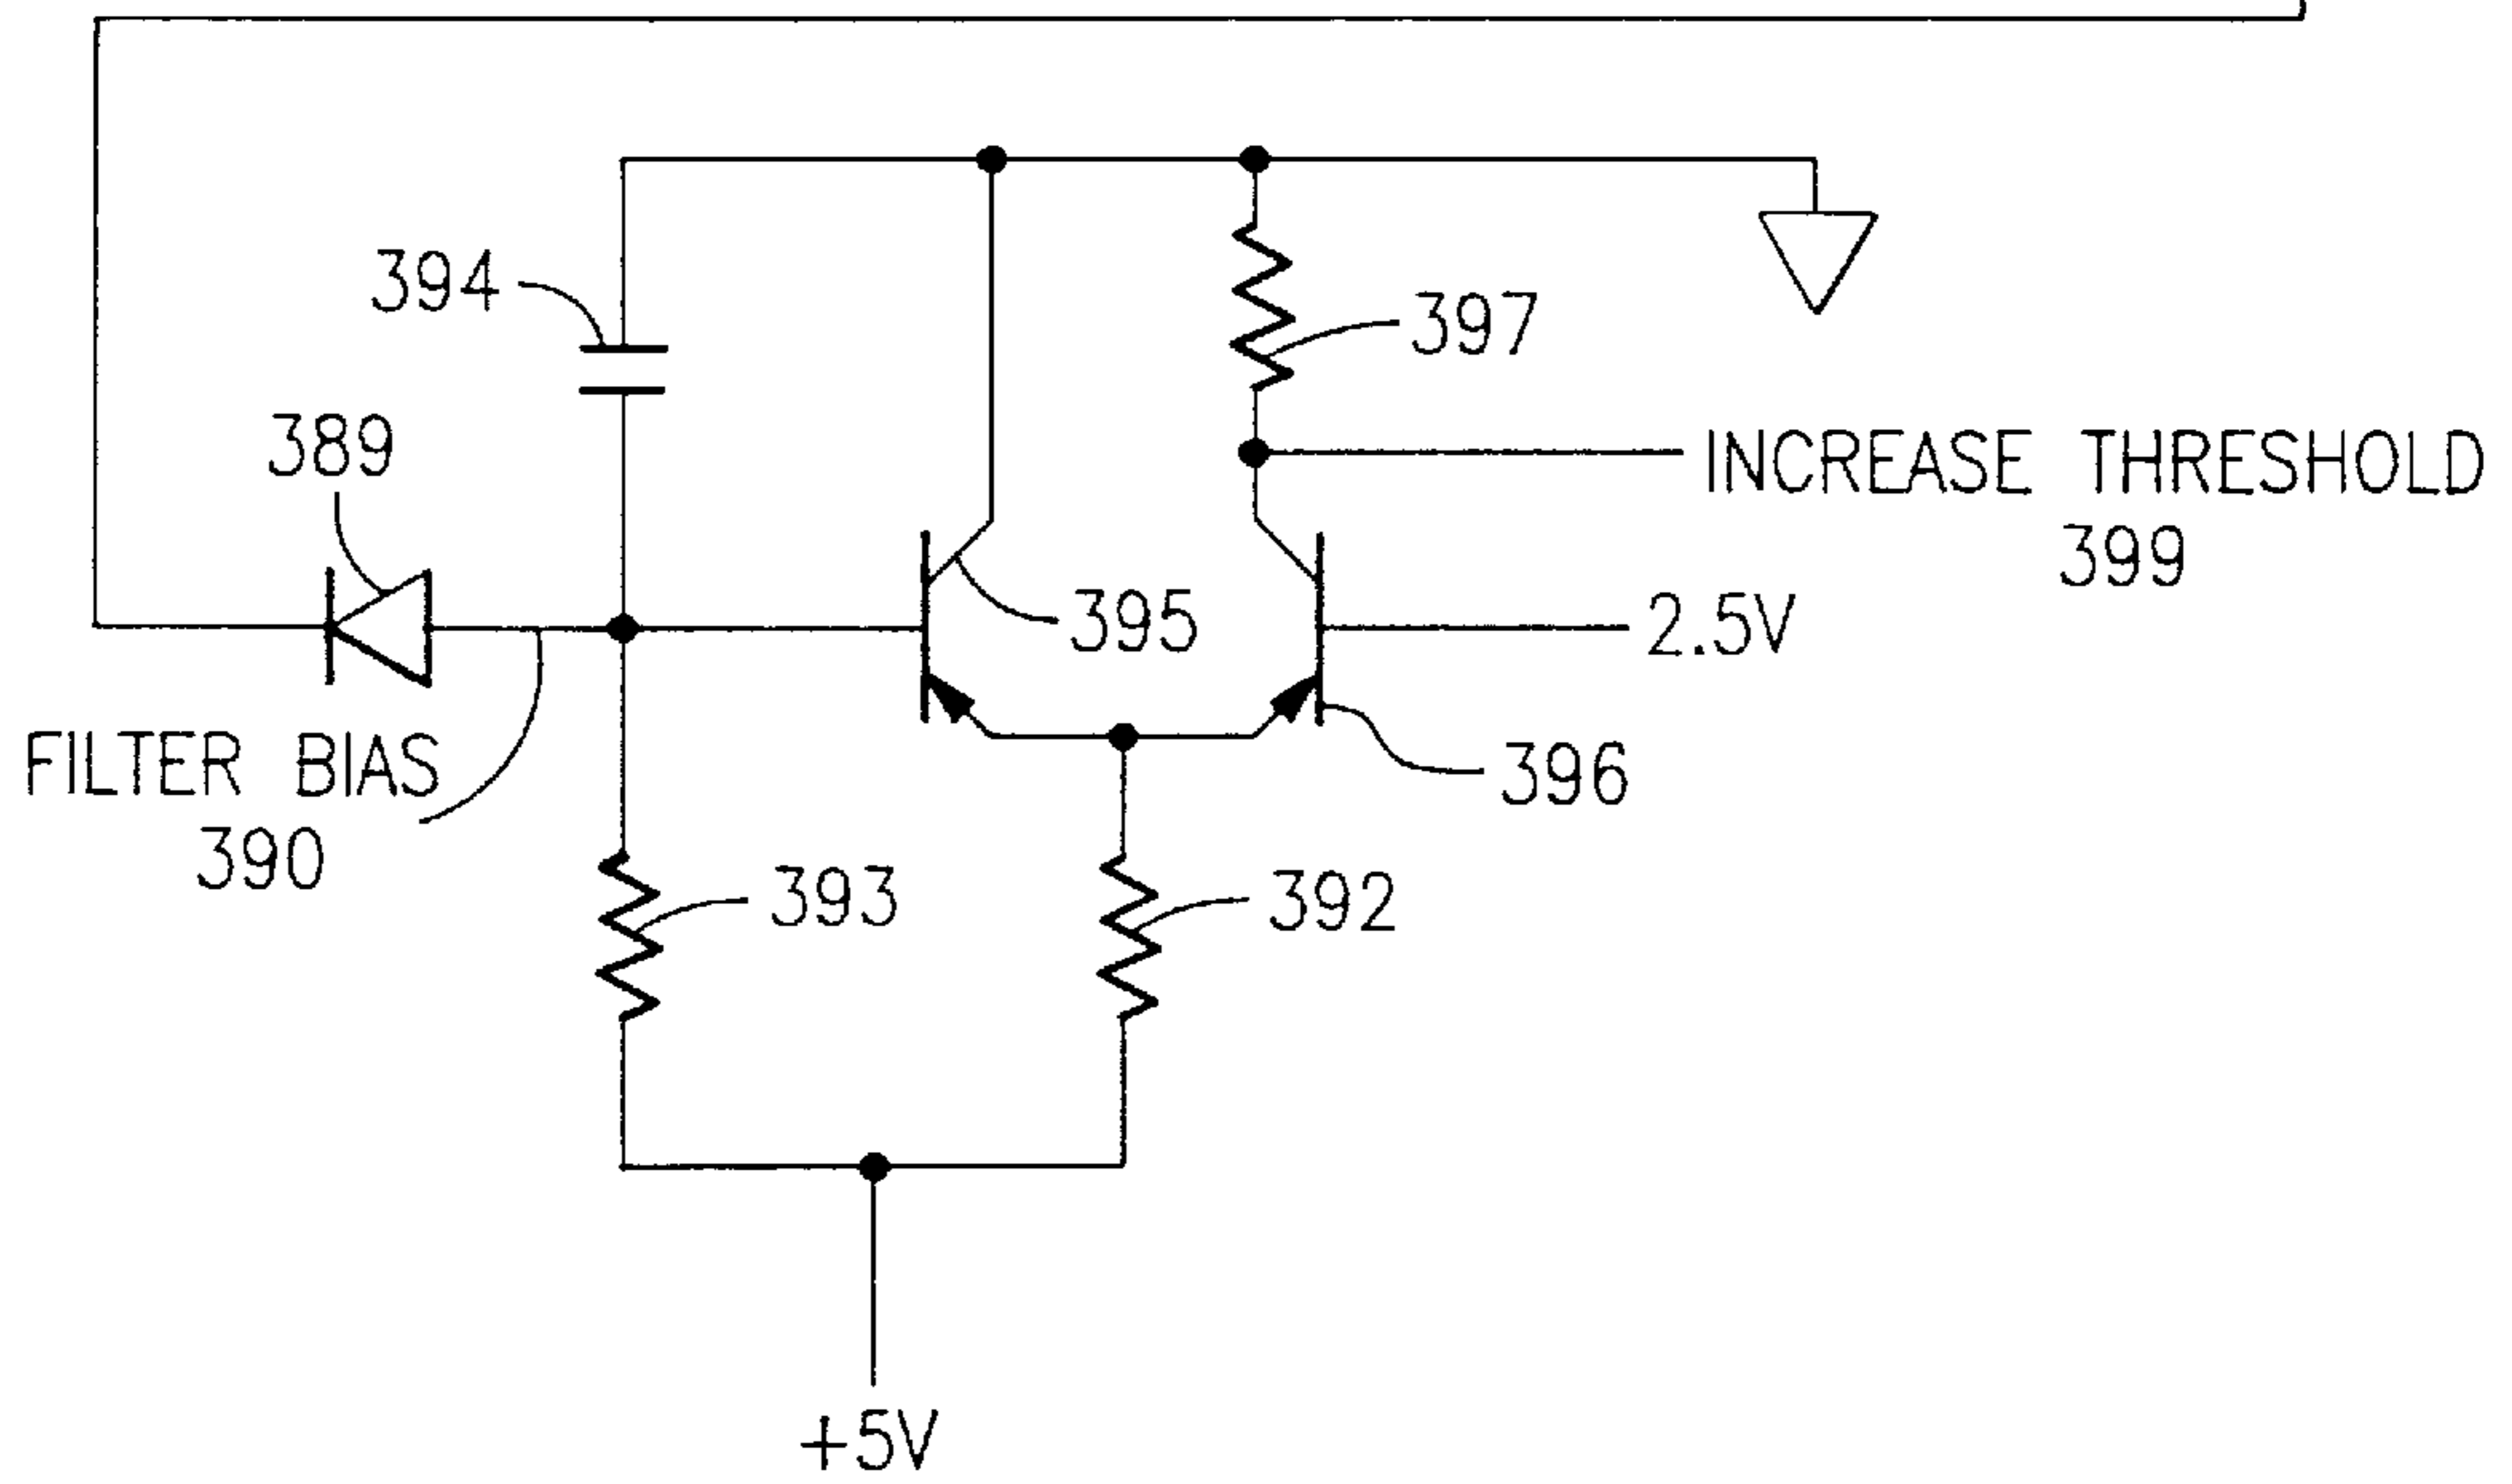 394
397
389
INCREASE THRESHOLD
399
395
2.5V
FILTER BIAS
390
396
393
392
+5V